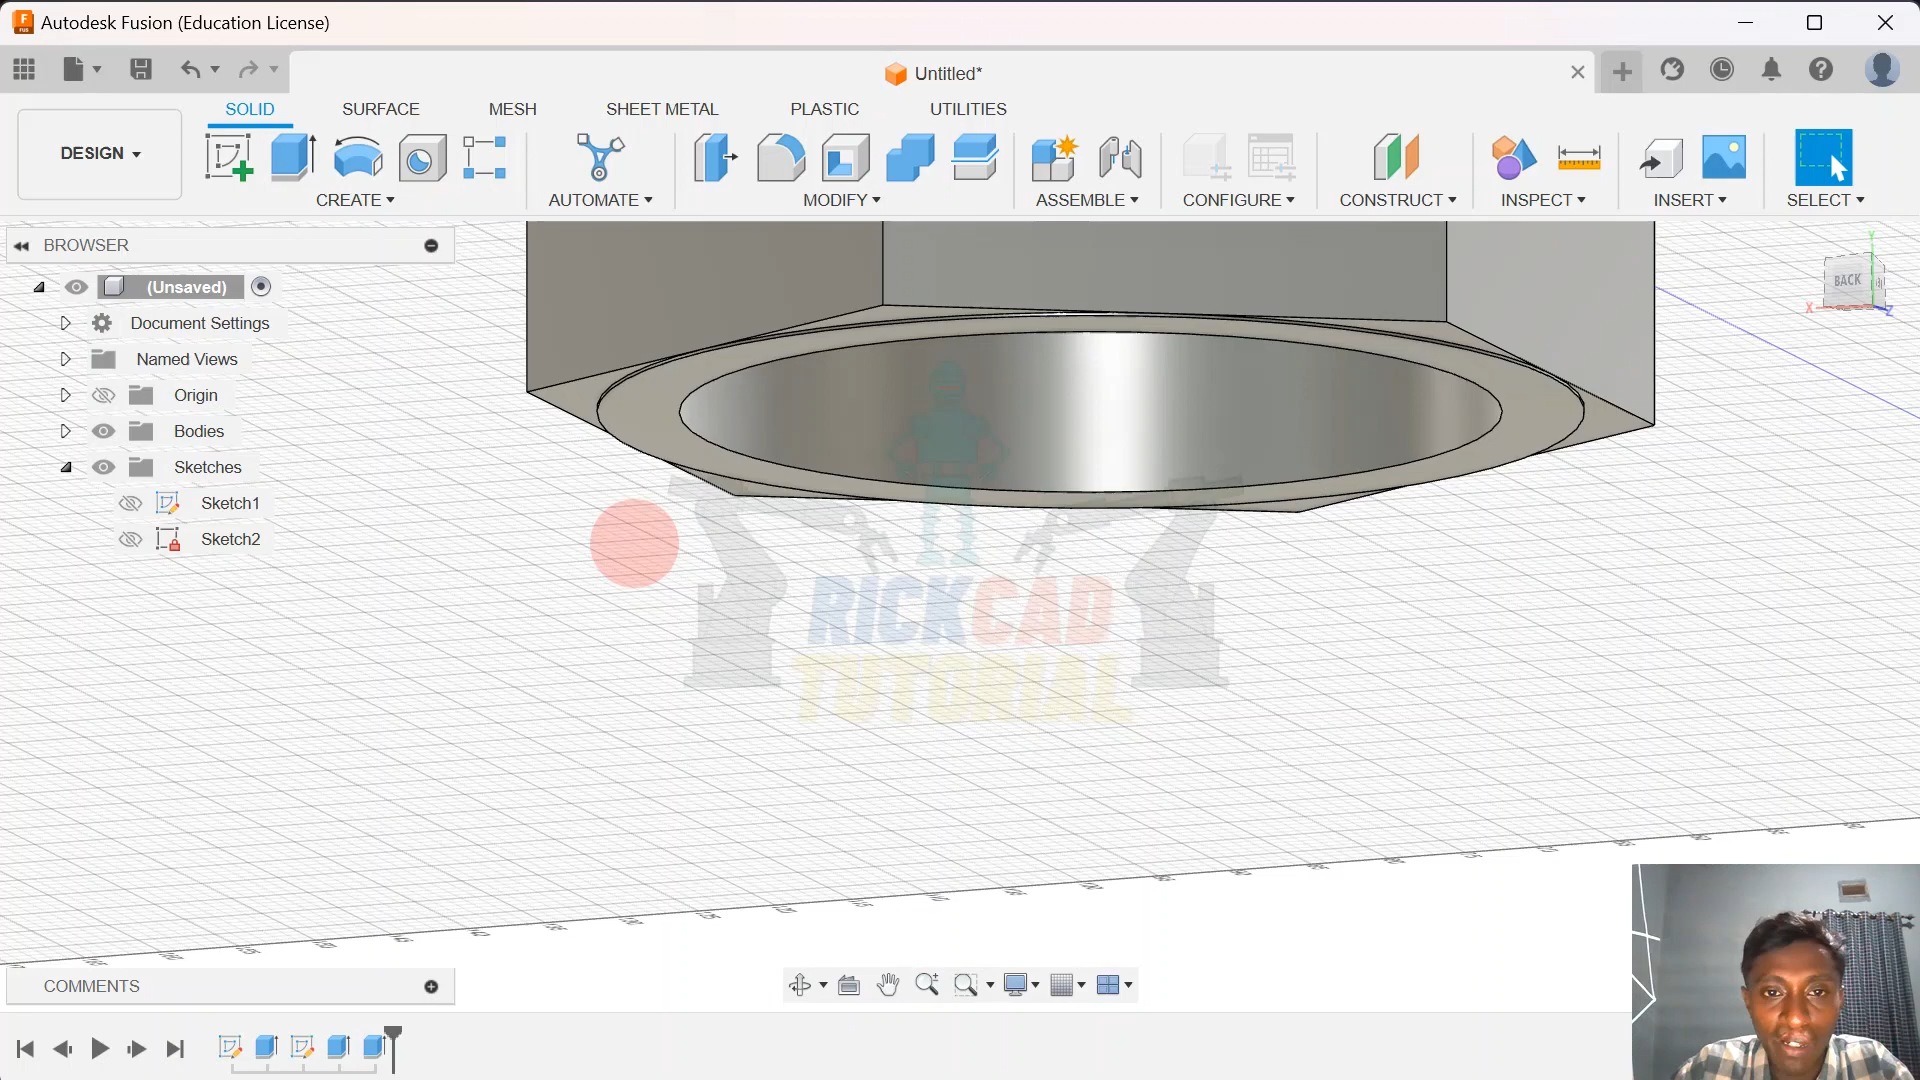 Autodesk Fusion (Education License)
Untitled*
SOLID
SURFACE
MESH
SHEET METAL
PLASTIC
UTILITIES
DESIGN
CREATE
AUTOMATE
MODIFY
ASSEMBLE
CONFIGURE
CONSTRUCT
INSPECT
INSERT
SELECT
BROWSER
(Unsaved)
Document Settings
Named Views
Origin
Bodies
Sketches
Sketch1
Sketch2
Y
BACK
X
Z
RICKCAD
TUTORIAL
COMMENTS